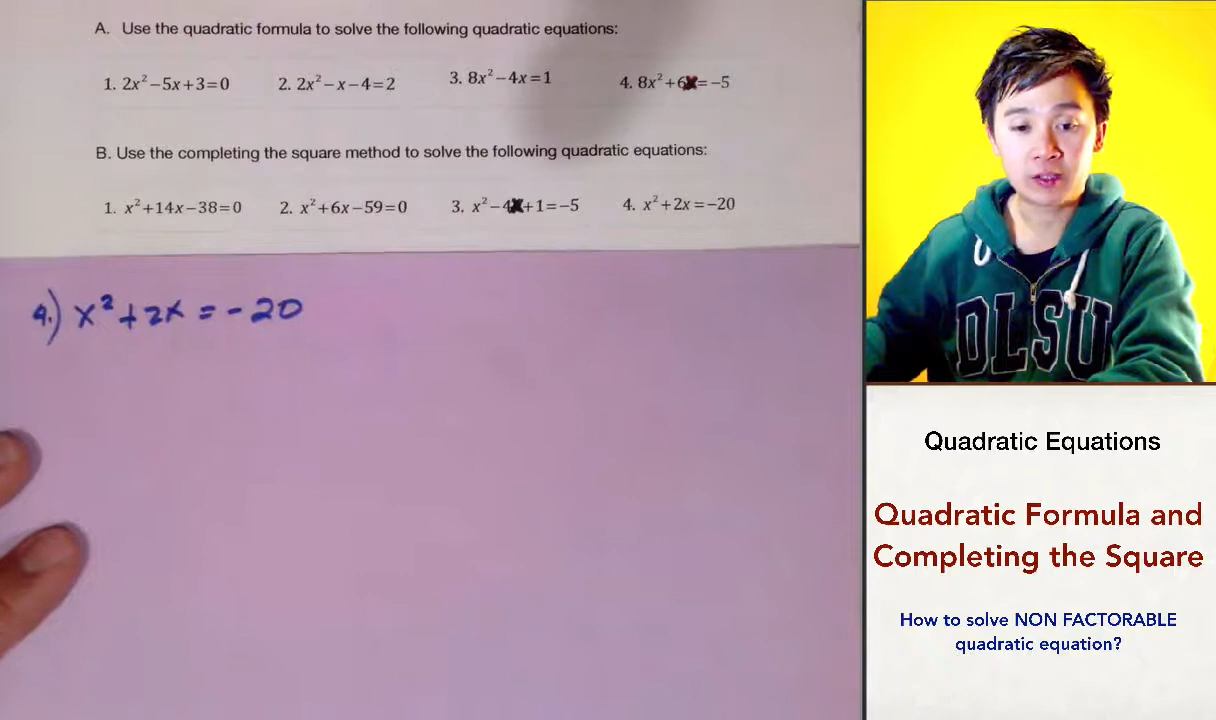 A. Use the quadratic formula to solve the following quadratic equations:
1. 2x²−5x+3=0 2. 2x²−x−4=2 3. 8x²−4x=1 4. 8x²+6x=−5
B. Use the completing the square method to solve the following quadratic equations:
1. x²+14x−38=0 2. x²+6x−59=0 3. x²−4x+1=−5 4. x²+2x=−20
4.) x²+2x = -20
DLSU
Quadratic Equations
Quadratic Formula and
Completing the Square
How to solve NON FACTORABLE
quadratic equation?